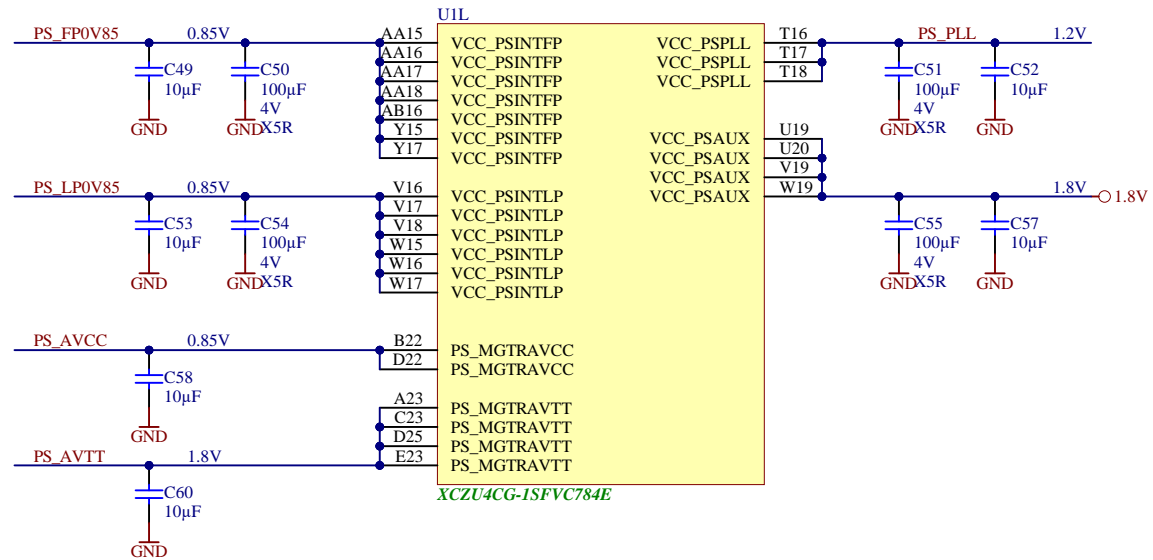 U1L
PS_FP0V85 0.85V
C49
10µF
GND
C50
100µF
4V
X5R
GND
AA15 VCC_PSINTFP
AA16 VCC_PSINTFP
AA17 VCC_PSINTFP
AA18 VCC_PSINTFP
AB16 VCC_PSINTFP
Y15 VCC_PSINTFP
Y17 VCC_PSINTFP
PS_LP0V85 0.85V
C53
10µF
GND
C54
100µF
4V
X5R
GND
V16 VCC_PSINTLP
V17 VCC_PSINTLP
V18 VCC_PSINTLP
W15 VCC_PSINTLP
W16 VCC_PSINTLP
W17 VCC_PSINTLP
PS_AVCC 0.85V
C58
10µF
GND
B22 PS_MGTRAVCC
D22 PS_MGTRAVCC
PS_AVTT 1.8V
C60
10µF
GND
A23 PS_MGTRAVTT
C23 PS_MGTRAVTT
D25 PS_MGTRAVTT
E23 PS_MGTRAVTT
VCC_PSPLL T16
VCC_PSPLL T17
VCC_PSPLL T18
PS_PLL 1.2V
C51
100µF
4V
X5R
GND
C52
10µF
GND
VCC_PSAUX U19
VCC_PSAUX U20
VCC_PSAUX V19
VCC_PSAUX W19
1.8V 1.8V
C55
100µF
4V
X5R
GND
C57
10µF
GND
XCZU4CG-1SFVC784E